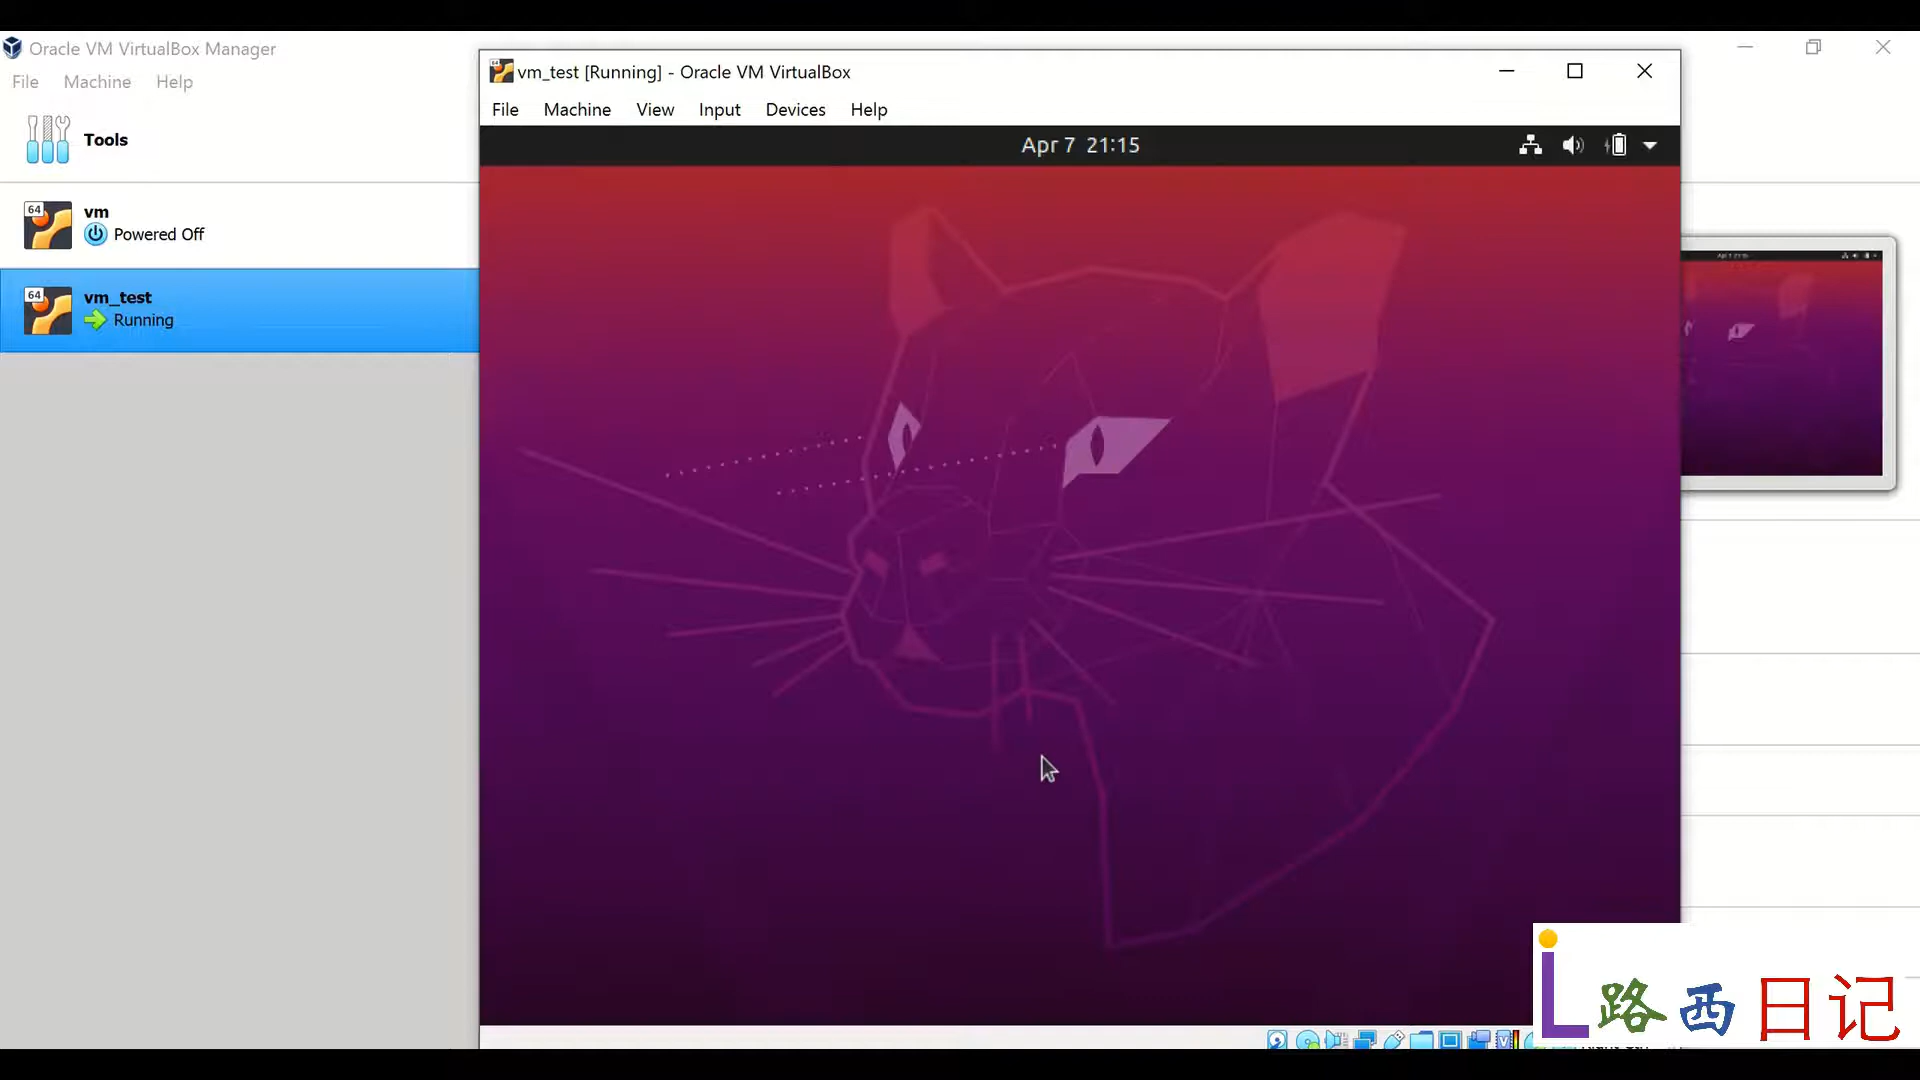 Oracle VM VirtualBox Manager
File Machine Help
Tools
64
vm
Powered Off
64
vm_test
Running
64
vm_test [Running] - Oracle VM VirtualBox
File Machine View Input Devices Help
Apr 7 21:15
路西日记